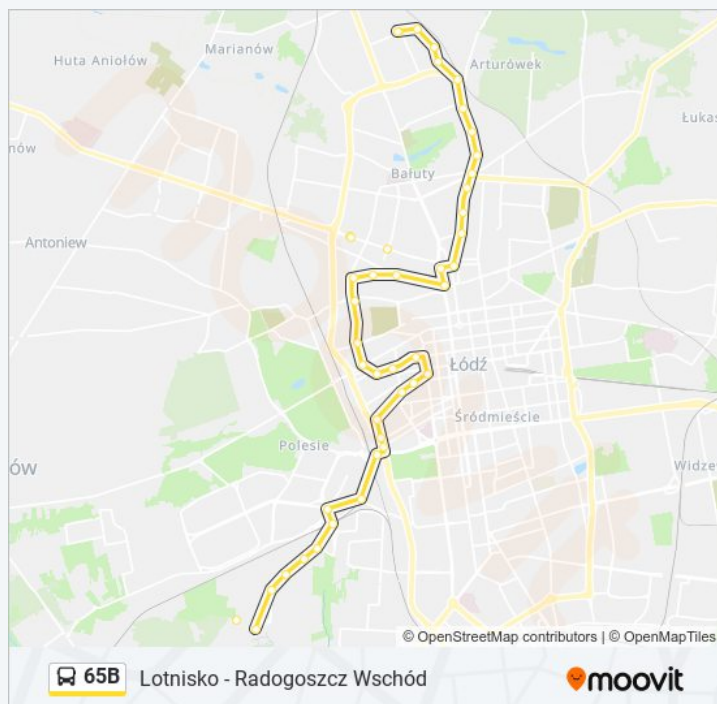 Marianów
Huta Aniołów
Arturówek
Łukas
nów
Bałuty
Antoniew
Łódź
Śródmieście
Polesie
ów
Widzew
© OpenStreetMap contributors | © OpenMapTiles
65B Lotnisko - Radogoszcz Wschód moovit